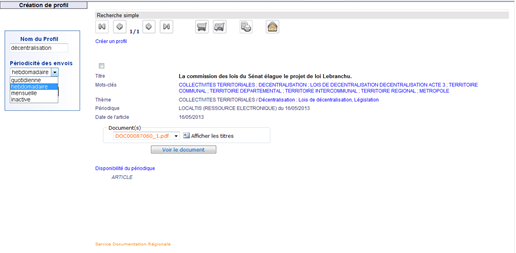 Création de profil
Nom du Profil
décentralisation
Périodicité des envois
hebdomadaire
quotidienne
hebdomadaire
mensuelle
inactive
Recherche simple
1/1
Créer un profil
Titre La commission des lois du Sénat élague le projet de loi Lebranchu.
Mots-clés COLLECTIVITES TERRITORIALES ; DECENTRALISATION ; LOIS DE DECENTRALISATION DECENTRALISATION ACTE 3 ; TERRITOIRE
COMMUNAL ; TERRITOIRE DEPARTEMENTAL ; TERRITOIRE INTERCOMMUNAL ; TERRITOIRE REGIONAL ; METROPOLE
Thème COLLECTIVITES TERRITORIALES / Décentralisation : Lois de décentralisation, Législation
Périodique LOCALTIS (RESSOURCE ELECTRONIQUE) du 16/05/2013
Date de l'article 16/05/2013
Document(s)
DOC00087060_1.pdf Afficher les titres
Voir le document
Disponibilité du périodique
ARTICLE
Service Documentation Régionale